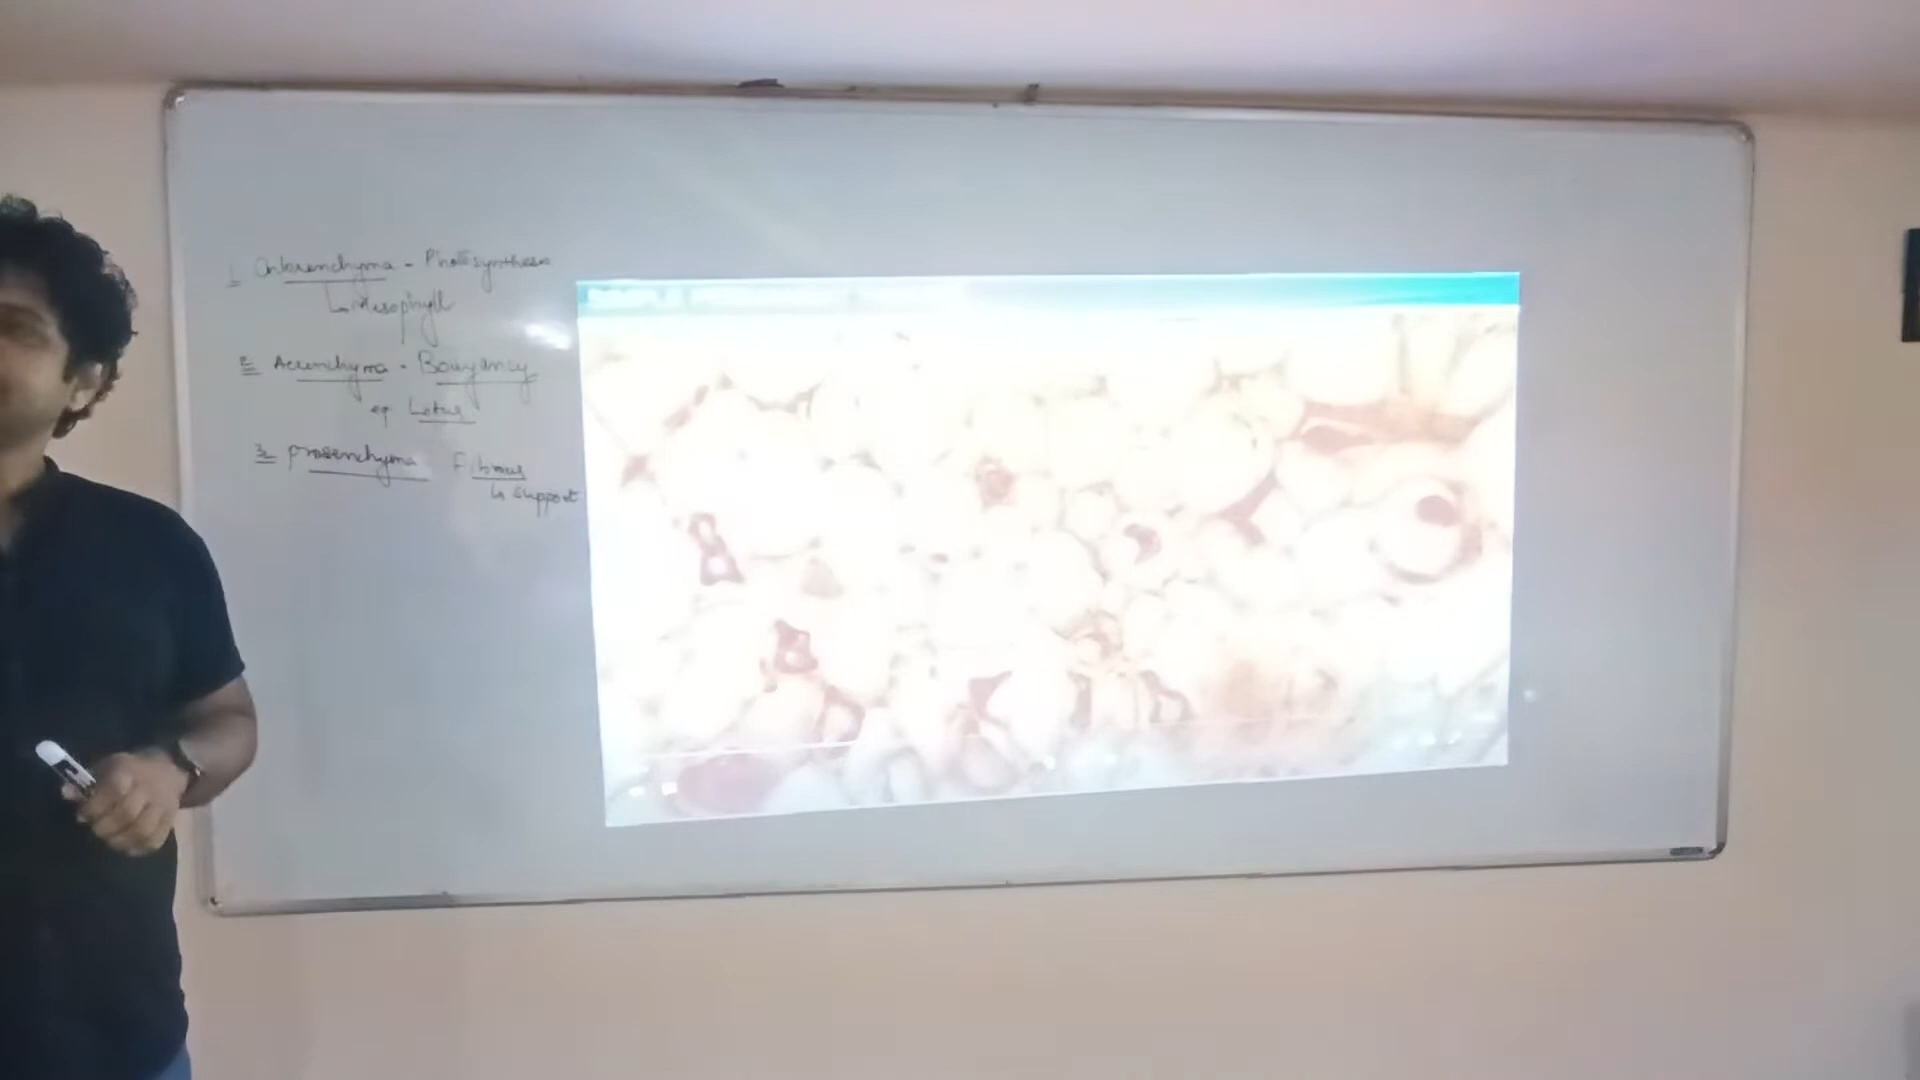 1 Chlorenchyma - Photosynthesis
↳ Mesophyll
2 Aerenchyma - Bouyancy
eg Lotus
3 Prosenchyma Fibrous
↳ Support